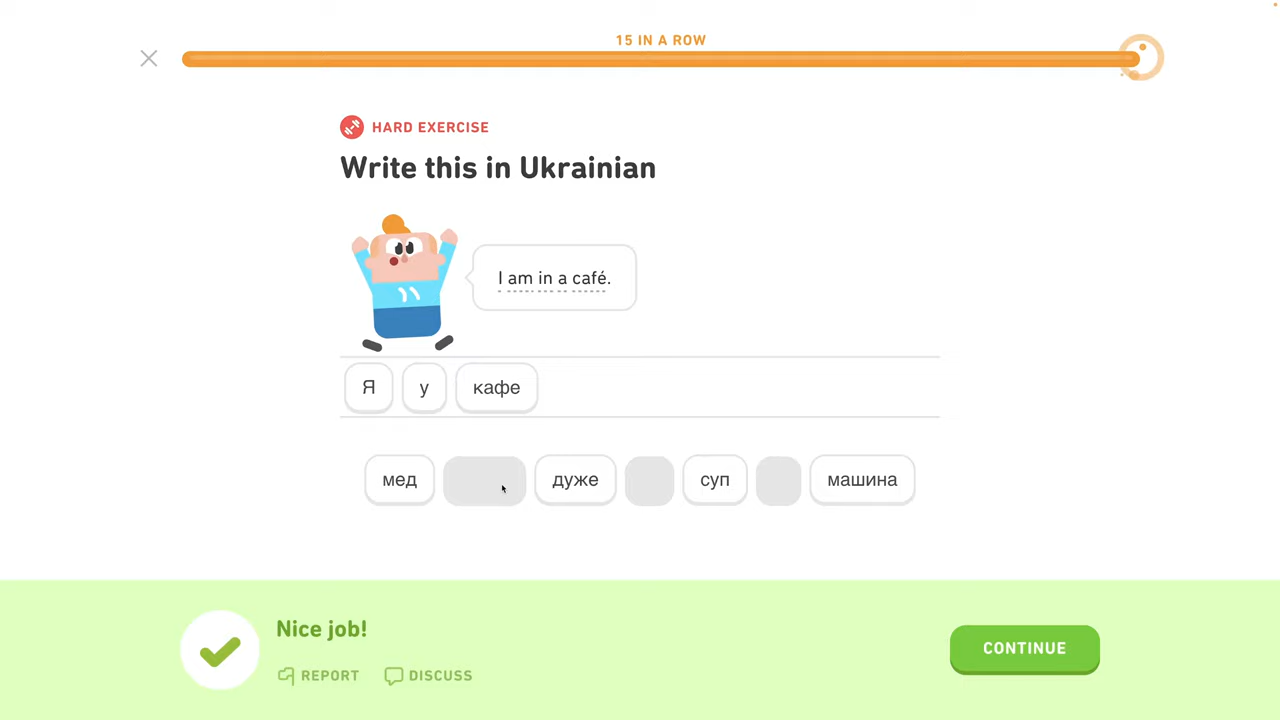 15 IN A ROW
HARD EXERCISE
Write this in Ukrainian
I am in a café.
Я у кафе
мед дуже суп машина
Nice job!
CONTINUE
REPORT DISCUSS